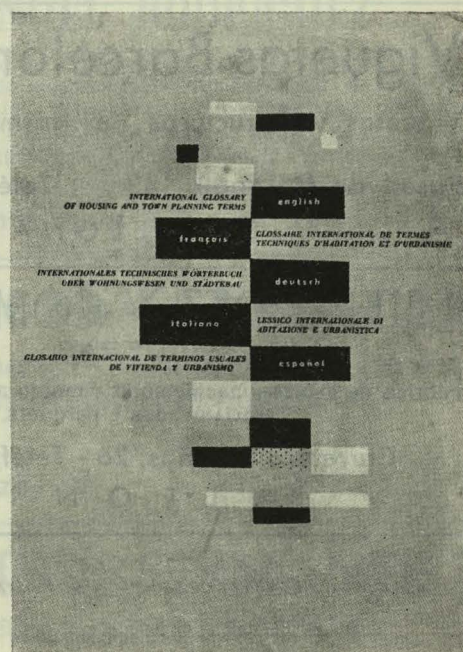 INTERNATIONAL GLOSSARY
OF HOUSING AND TOWN PLANNING TERMS
english
français
GLOSSAIRE INTERNATIONAL DE TERMES
TECHNIQUES D'HABITATION ET D'URBANISME
INTERNATIONALES TECHNISCHES WÖRTERBUCH
UBER WOHNUNGSWESEN UND STÄDTEBAU
deutsch
italiano
LESSICO INTERNAZIONALE DI
ABITAZIONE E URBANISTICA
GLOSARIO INTERNACIONAL DE TERMINOS USUALES
DE VIVIENDA Y URBANISMO
español